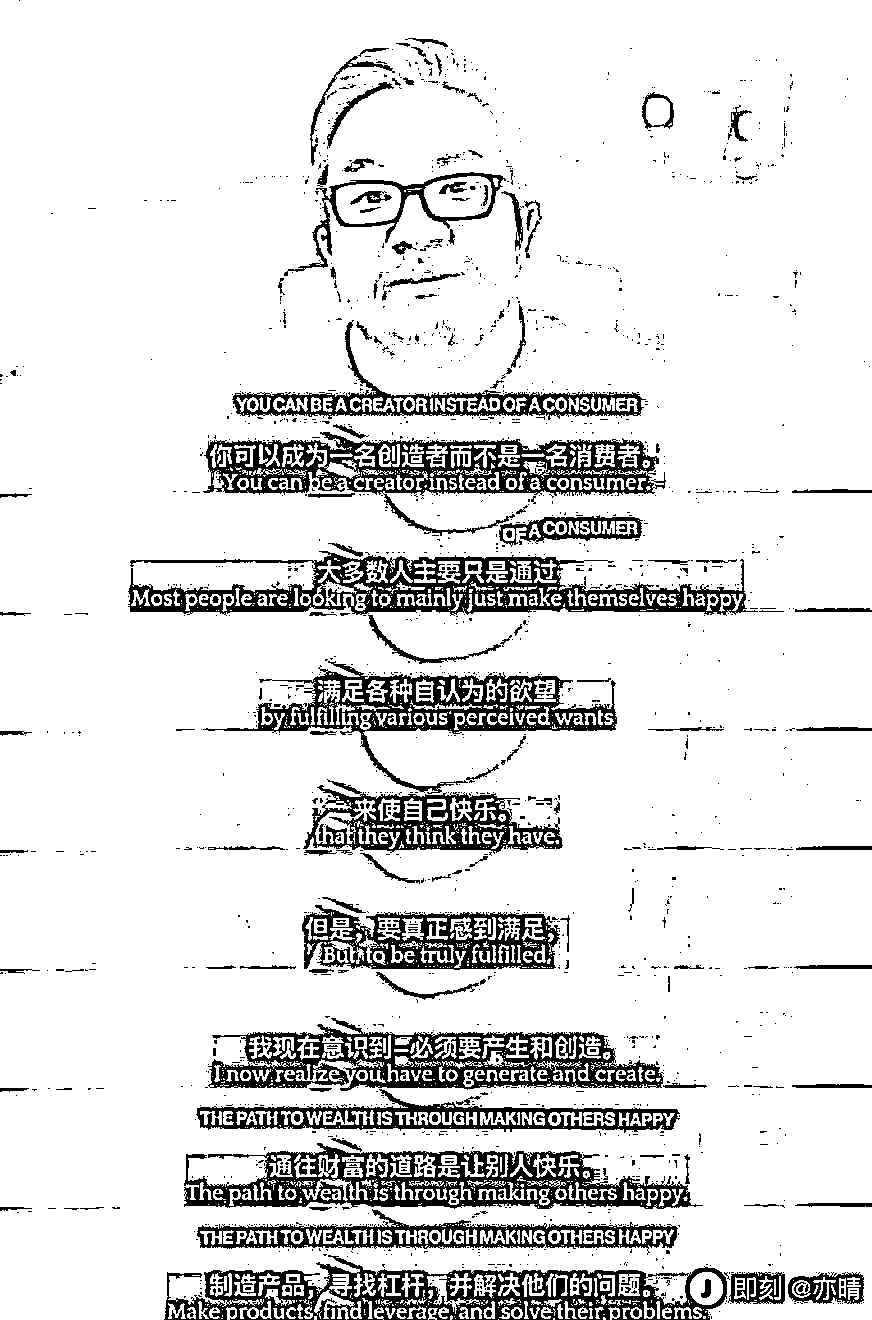 YOU CAN BE A CREATOR INSTEAD OF A CONSUMER
你可以成为一名创造者而不是一名消费者。
You can be a creator instead of a consumer.
OF A CONSUMER
大多数人主要只是通过
Most people are looking to mainly just make themselves happy
满足各种自认为的欲望
by fulfilling various perceived wants
来使自己快乐。
that they think they have.
但是，要真正感到满足，
But, to be truly fulfilled,
我现在意识到–必须要产生和创造。
I now realize you have to generate and create.
THE PATH TO WEALTH IS THROUGH MAKING OTHERS HAPPY
通往财富的道路是让别人快乐。
The path to wealth is through making others happy.
THE PATH TO WEALTH IS THROUGH MAKING OTHERS HAPPY
制造产品，寻找杠杆，并解决他们的问题。
Make products, find leverage, and solve their problems.
J 即刻 @亦晴